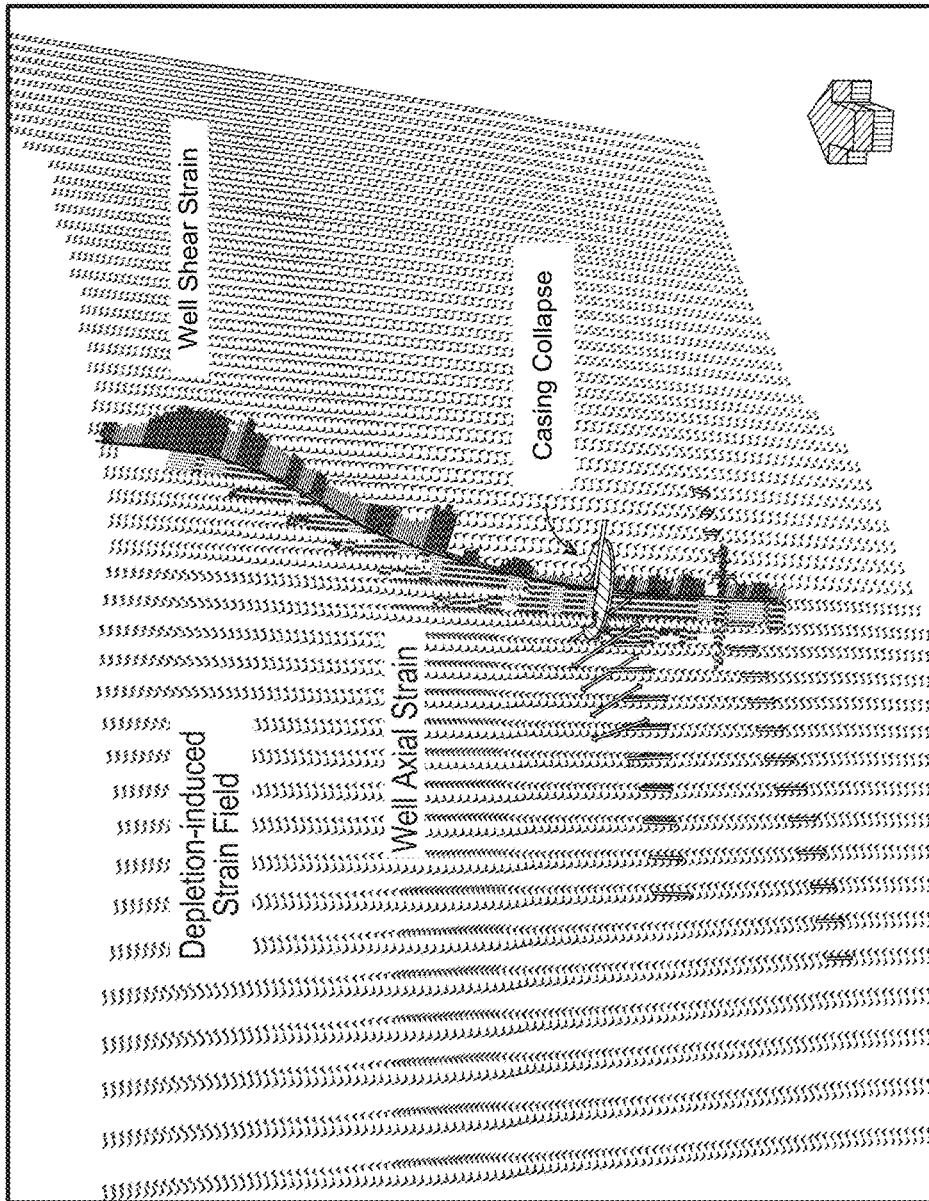 Depletion-induced
Strain Field
Well Axial Strain
Well Shear Strain
Casing Collapse